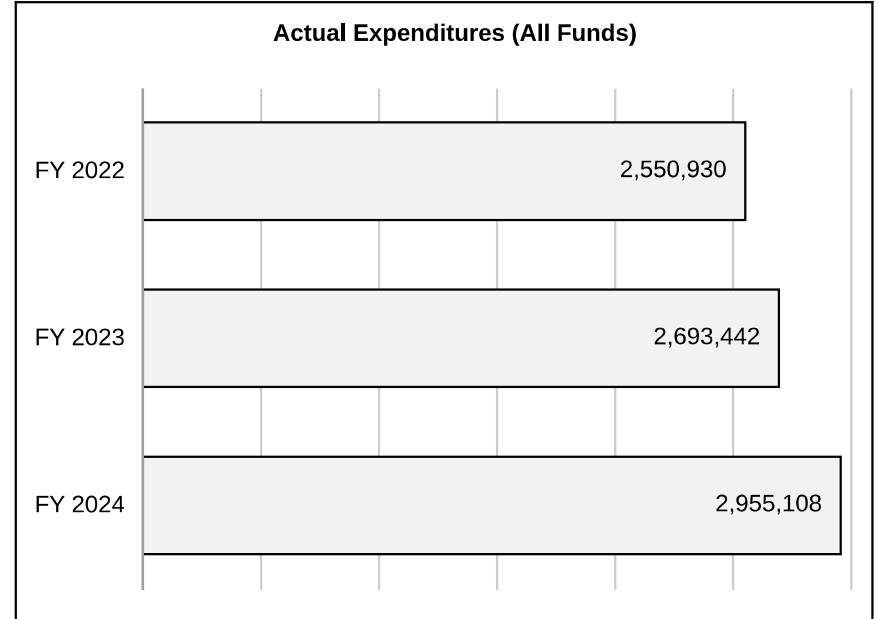 Actual Expenditures (All Funds)
FY 2022
2,550,930
FY 2023
2,693,442
FY 2024
2,955,108